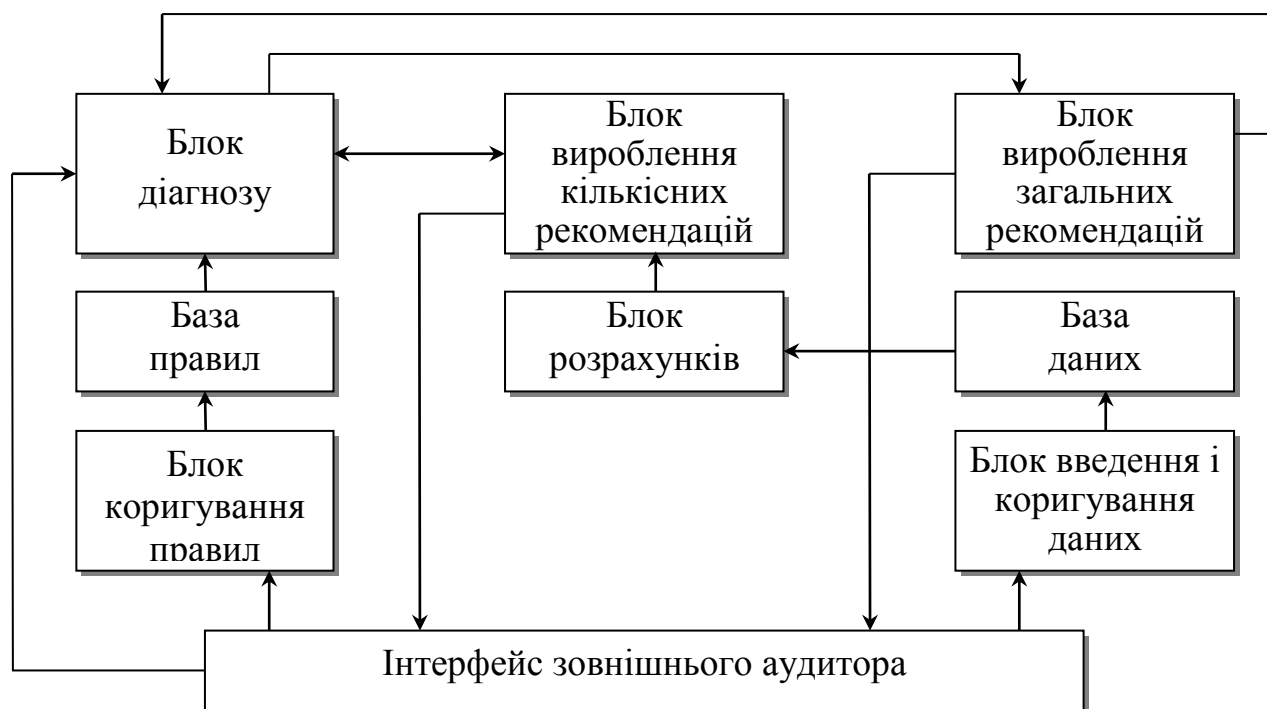 Блок
діагнозу
Блок
вироблення
кількісних
рекомендацій
Блок
вироблення
загальних
рекомендацій
База
правил
Блок
розрахунків
База
даних
Блок
коригування
правил
Блок введення і
коригування
даних
Інтерфейс зовнішнього аудитора